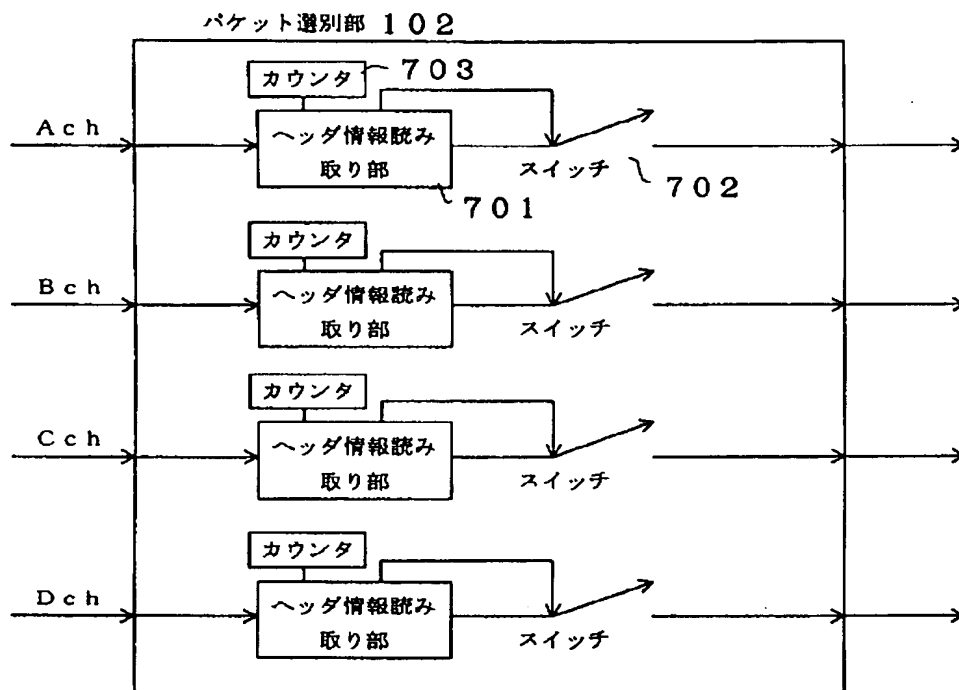 パケット選別部 102
カウンタ 703
Ach
ヘッダ情報読み
取り部
スイッチ 702
701
カウンタ
Bch
ヘッダ情報読み
取り部
スイッチ
カウンタ
Cch
ヘッダ情報読み
取り部
スイッチ
カウンタ
Dch
ヘッダ情報読み
取り部
スイッチ